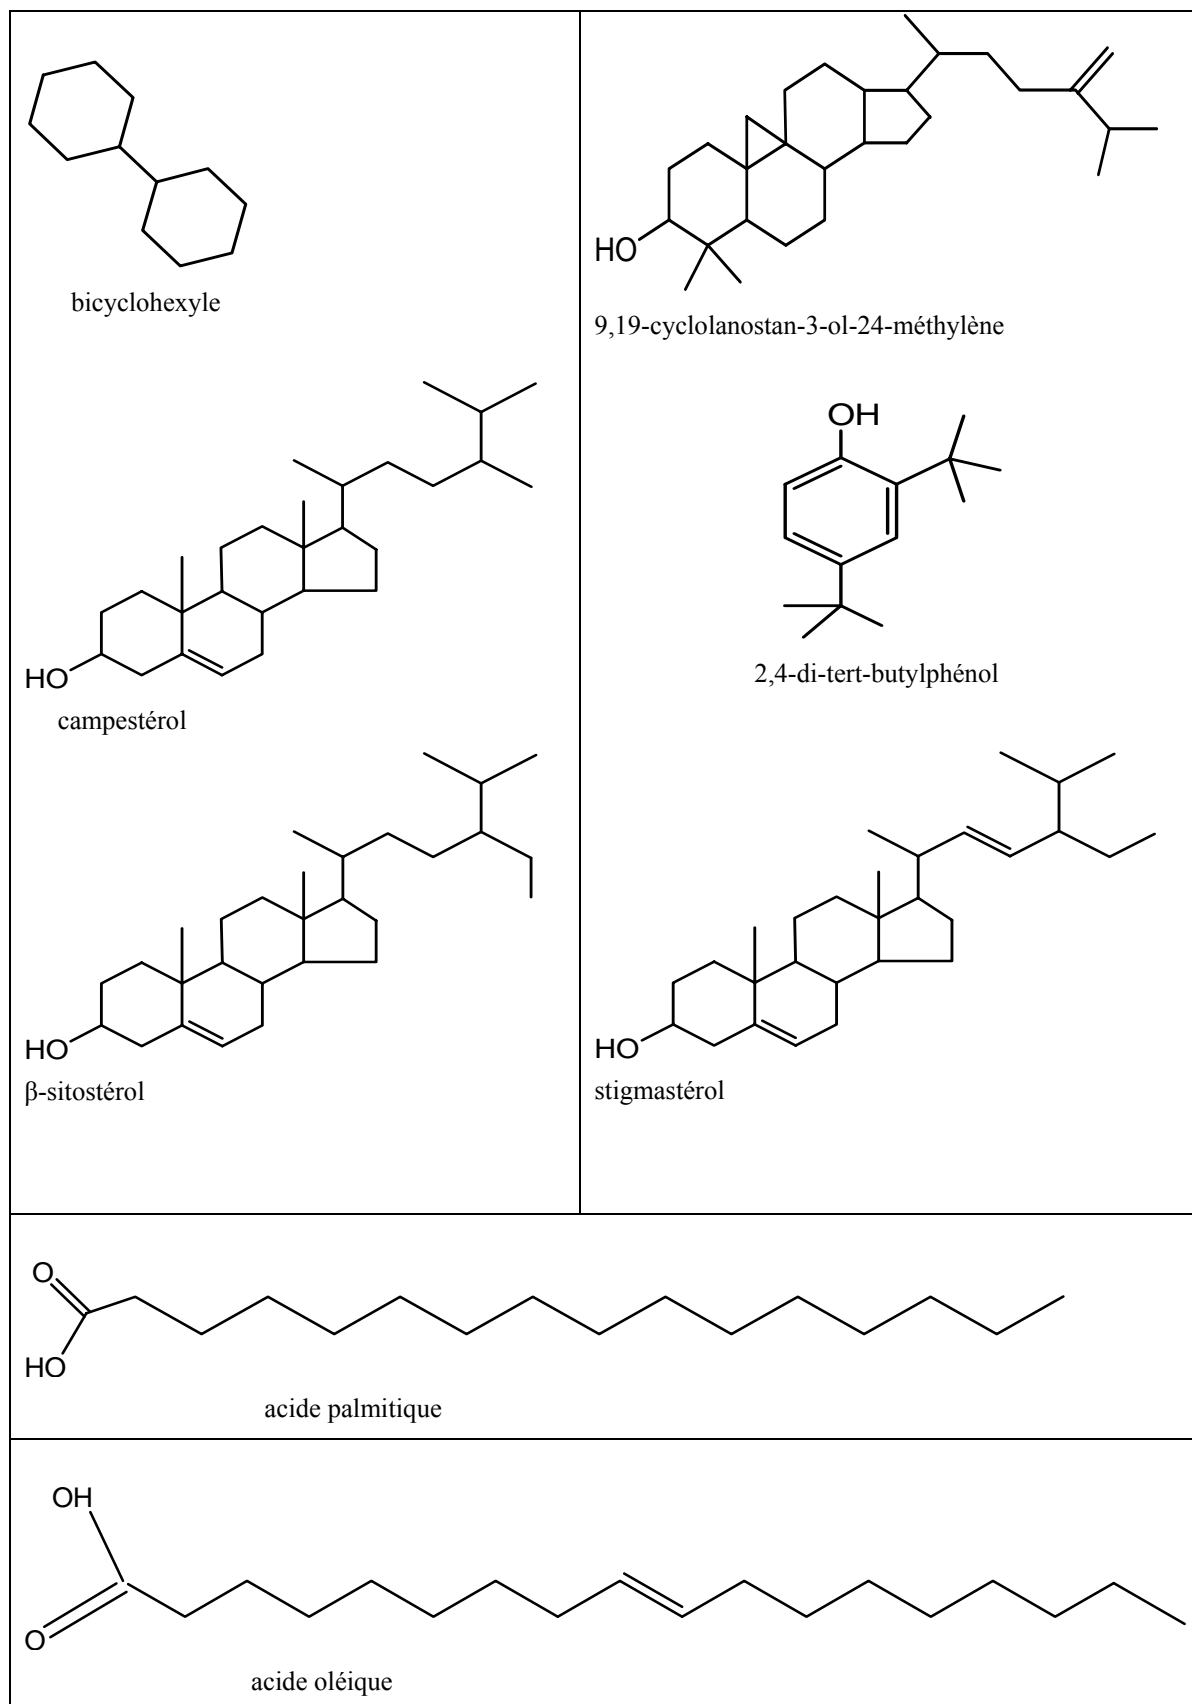 bicyclohexyle
HO
9,19-cyclolanostan-3-ol-24-méthylène
HO
campestérol
OH
2,4-di-tert-butylphénol
HO
β-sitostérol
HO
stigmastérol
O
HO
acide palmitique
OH
O
acide oléique